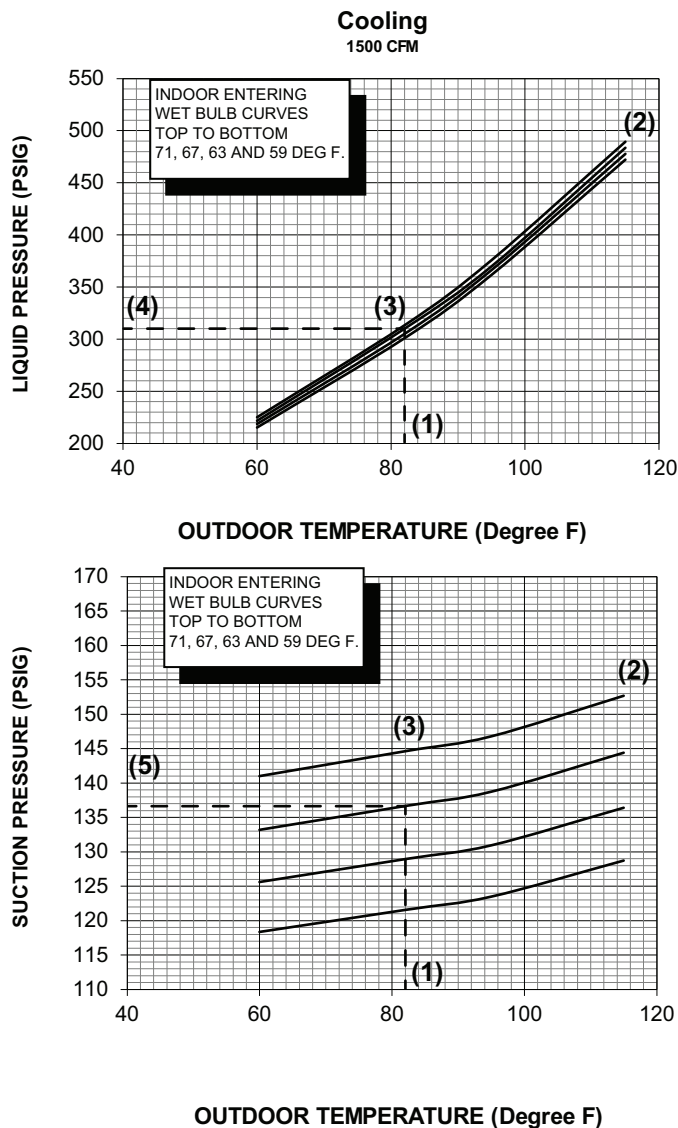 Cooling
1500 CFM
LIQUID PRESSURE (PSIG)
550
500
450
400
350
300
250
200
INDOOR ENTERING
WET BULB CURVES
TOP TO BOTTOM
71, 67, 63 AND 59 DEG F.
(2)
(4)
(3)
(1)
40 60 80 100 120
OUTDOOR TEMPERATURE (Degree F)
SUCTION PRESSURE (PSIG)
170
165
160
155
150
145
140
135
130
125
120
115
110
INDOOR ENTERING
WET BULB CURVES
TOP TO BOTTOM
71, 67, 63 AND 59 DEG F.
(2)
(3)
(5)
(1)
40 60 80 100 120
OUTDOOR TEMPERATURE (Degree F)